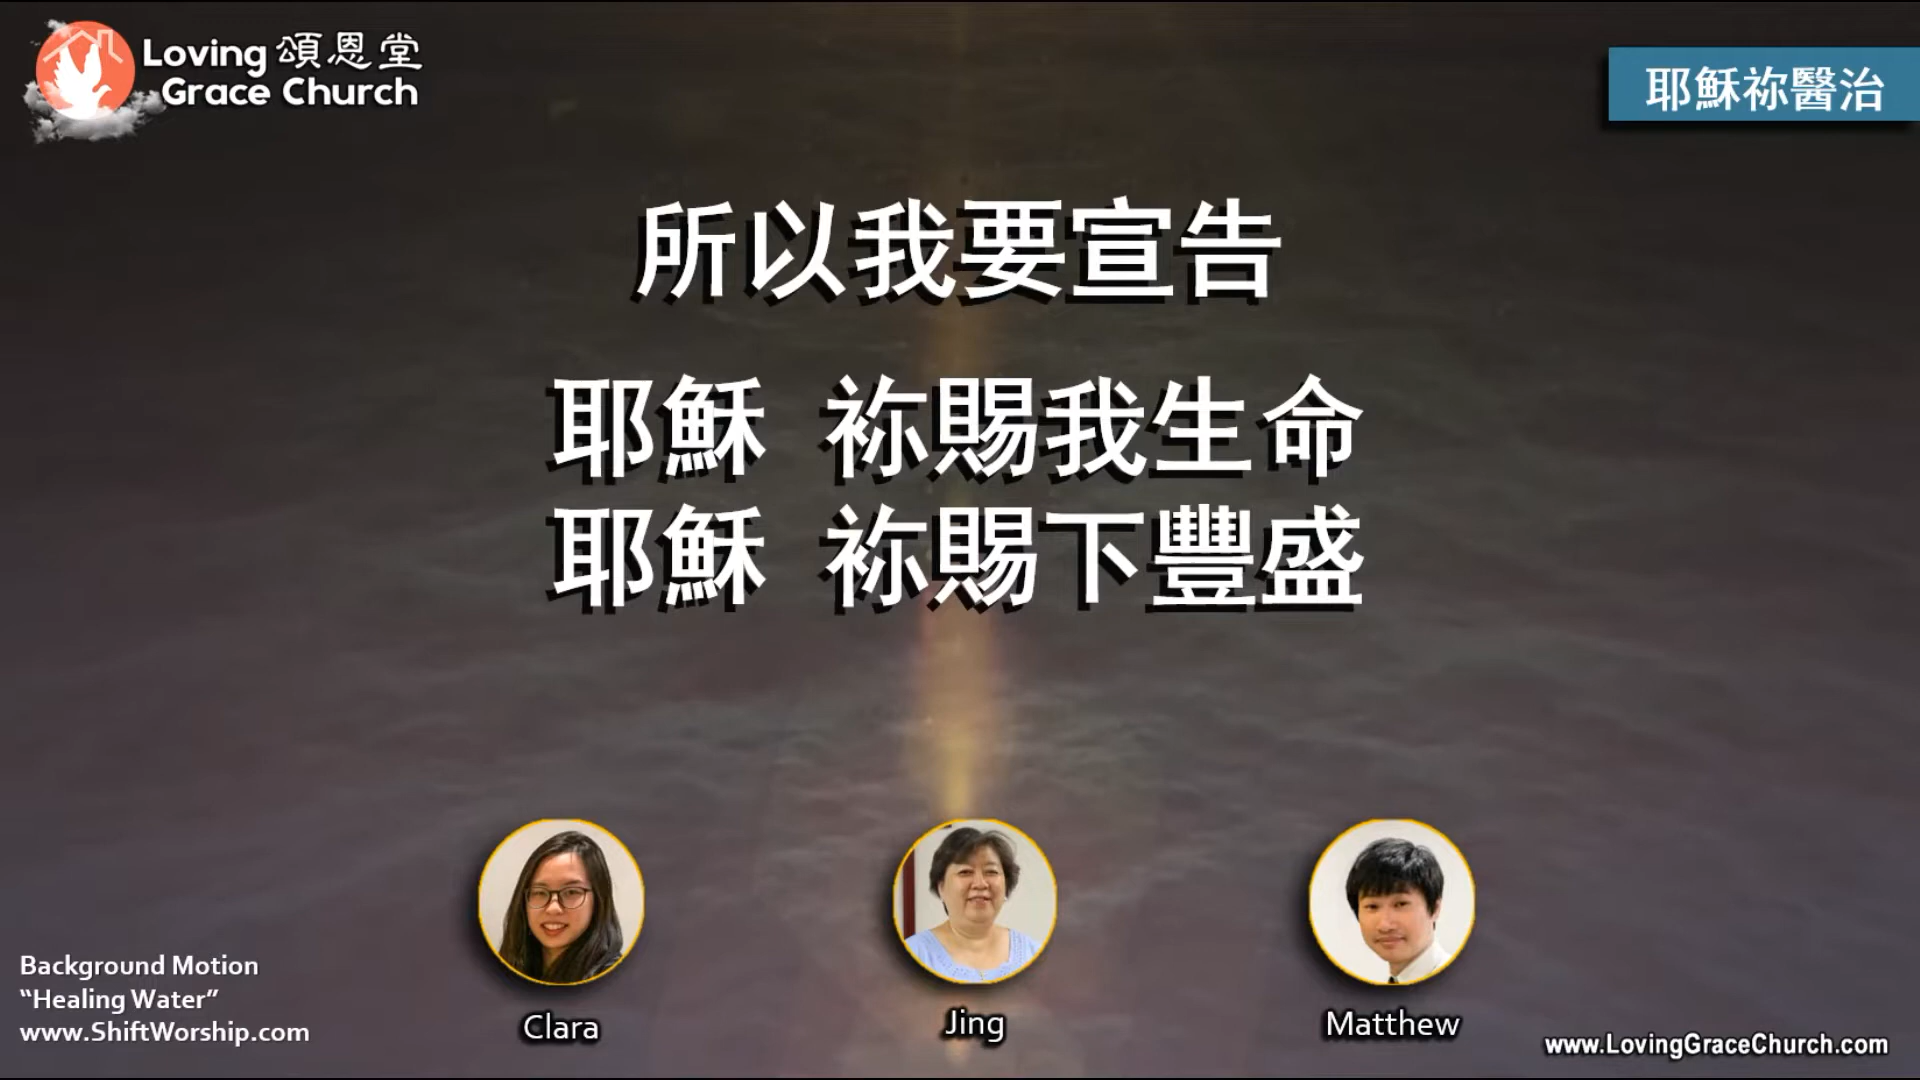 Loving 頌恩堂
Grace Church
耶穌祢醫治
所以我要宣告
耶穌 祢賜我生命
耶穌 祢賜下豐盛
Background Motion
“Healing Water”
www.ShiftWorship.com
Clara
Jing
Matthew
www.LovingGraceChurch.com